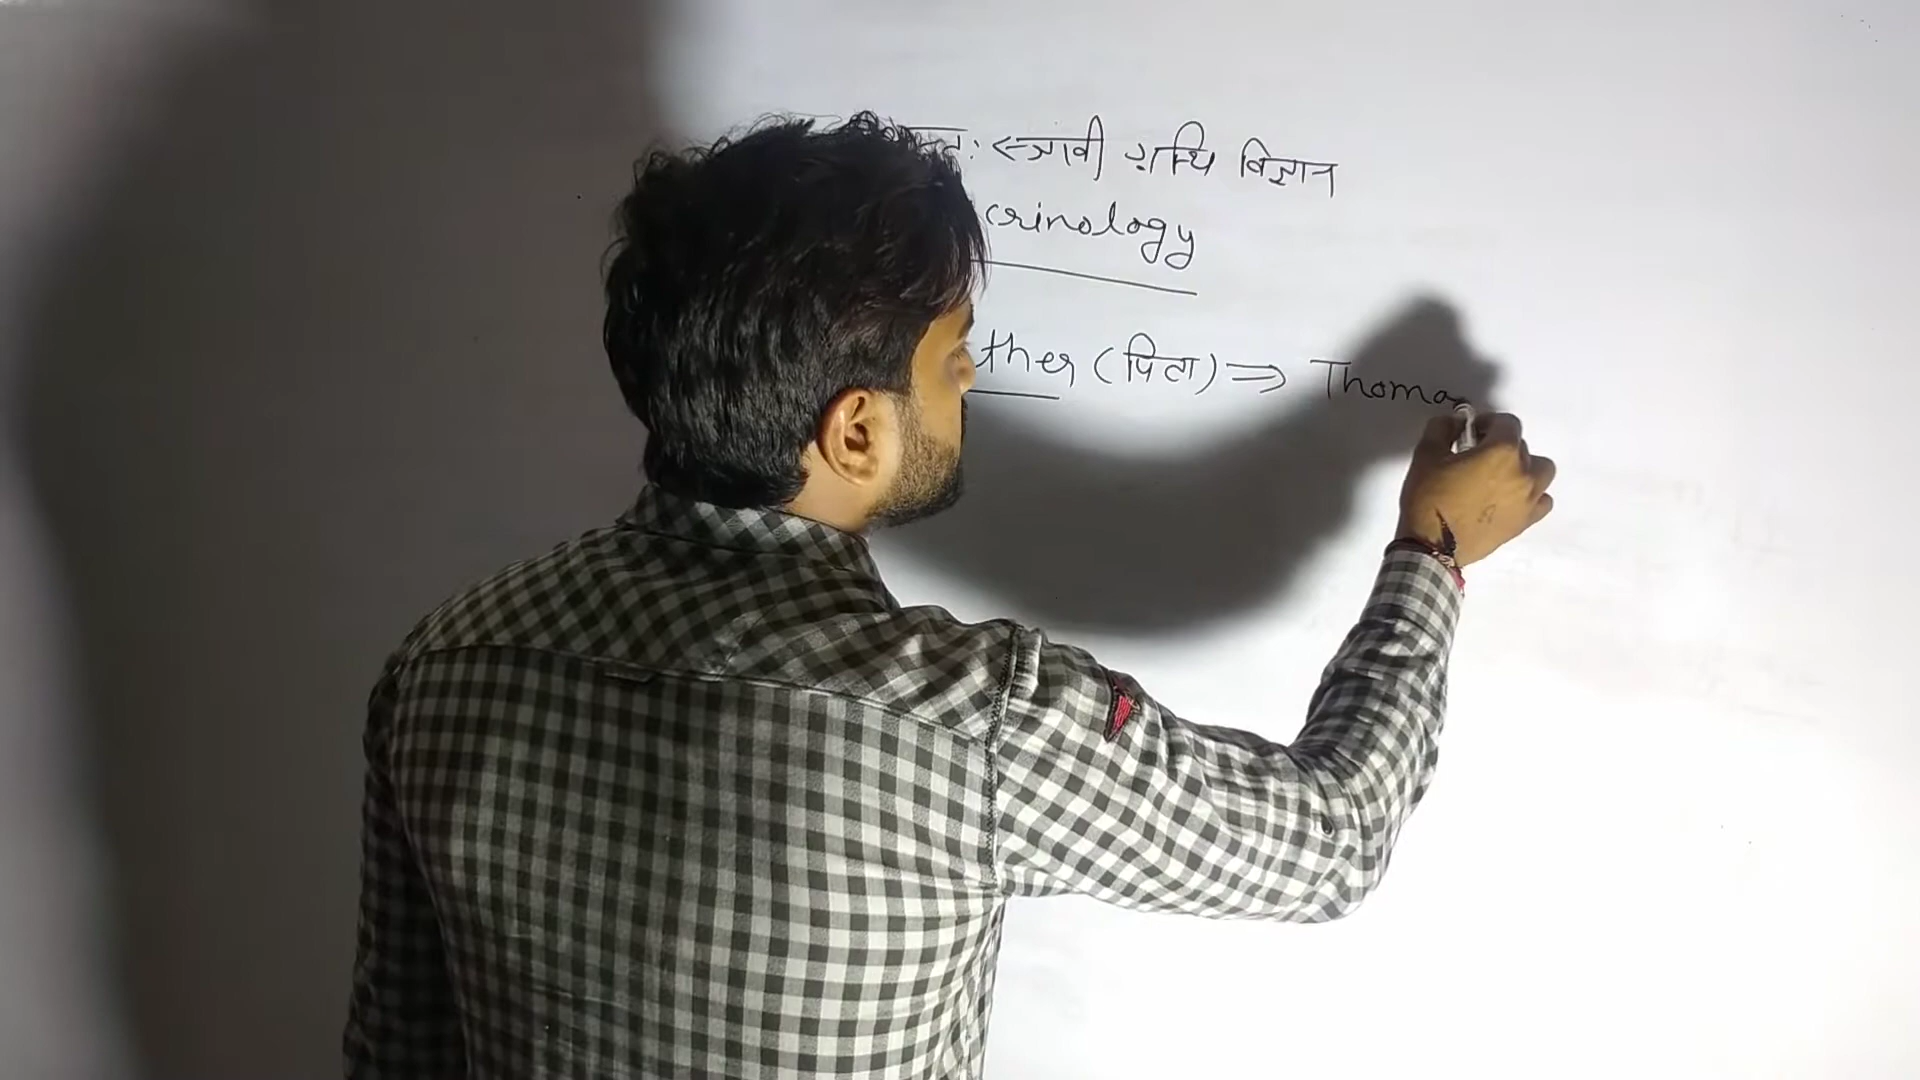 त: स्त्रावी ग्रन्थि विज्ञान
crinology
ther (पिता) ⇒ Thoma